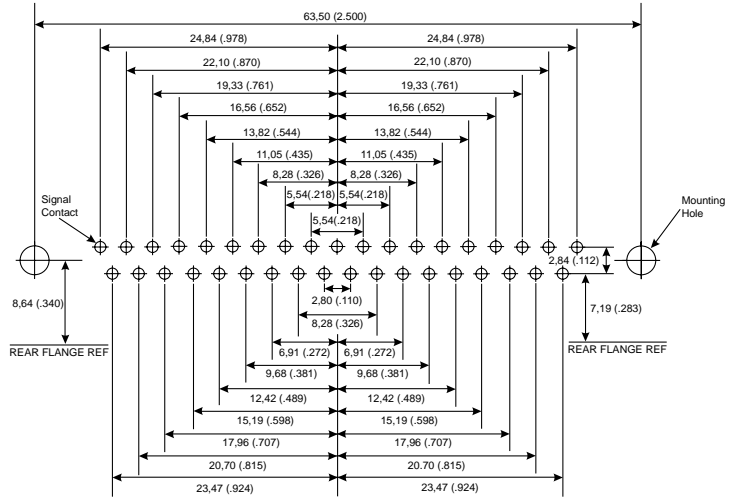 63,50 (2.500)
24,84 (.978) 24,84 (.978)
22,10 (.870) 22,10 (.870)
19,33 (.761) 19,33 (.761)
16,56 (.652) 16,56 (.652)
13,82 (.544) 13,82 (.544)
11,05 (.435) 11,05 (.435)
8,28 (.326) 8,28 (.326)
5,54(.218) 5,54(.218)
5,54(.218)
Signal
Contact
Mounting
Hole
2,84 (.112)
8,64 (.340)
2,80 (.110)
7,19 (.283)
8,28 (.326)
REAR FLANGE REF
REAR FLANGE REF
6,91 (.272) 6,91 (.272)
9,68 (.381) 9,68 (.381)
12,42 (.489) 12,42 (.489)
15,19 (.598) 15,19 (.598)
17,96 (.707) 17,96 (.707)
20,70 (.815) 20,70 (.815)
23,47 (.924) 23,47 (.924)